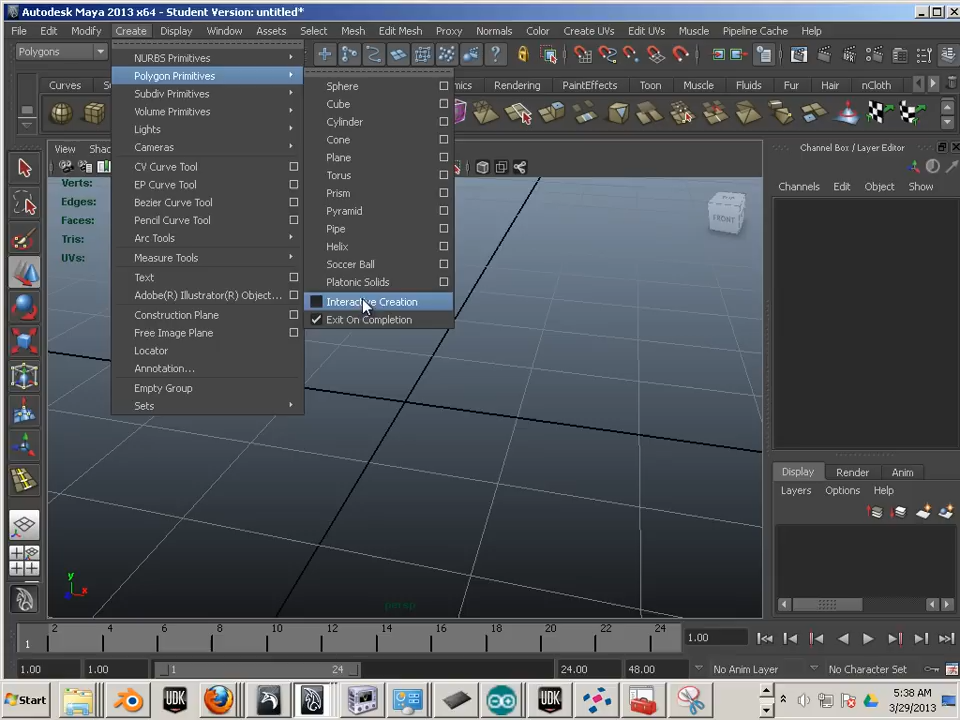 Autodesk Maya 2013 x64 - Student Version: untitled*
File Edit Modify Create Display Window Assets Select Mesh Edit Mesh Proxy Normals Color Create UVs Edit UVs Muscle Pipeline Cache Help
Polygons
Curves Rendering PaintEffects Toon Muscle Fluids Fur Hair nCloth
View
NURBS Primitives
Polygon Primitives
Subdiv Primitives
Volume Primitives
Lights
Cameras
CV Curve Tool
EP Curve Tool
Bezier Curve Tool
Pencil Curve Tool
Arc Tools
Measure Tools
Text
Adobe(R) Illustrator(R) Object...
Construction Plane
Free Image Plane
Locator
Annotation...
Empty Group
Sets
Sphere
Cube
Cylinder
Cone
Plane
Torus
Prism
Pyramid
Pipe
Helix
Soccer Ball
Platonic Solids
Interactive Creation
Exit On Completion
Verts:
Edges:
Faces:
Tris:
UVs:
FRONT
y
x
persp
Channel Box / Layer Editor
Channels Edit Object Show
Display Render Anim
Layers Options Help
1 2 4 6 8 10 12 14 16 18 20 22 24 1.00
1.00 1.00 1 24 24.00 48.00 No Anim Layer No Character Set
Start
UDK
UDK
5:38 AM
3/29/2013